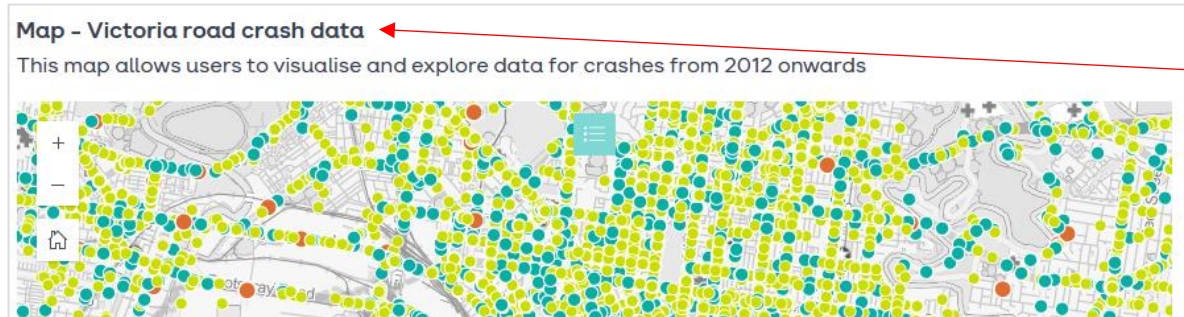 Map - Victoria road crash data
This map allows users to visualise and explore data for crashes from 2012 onwards
+
–